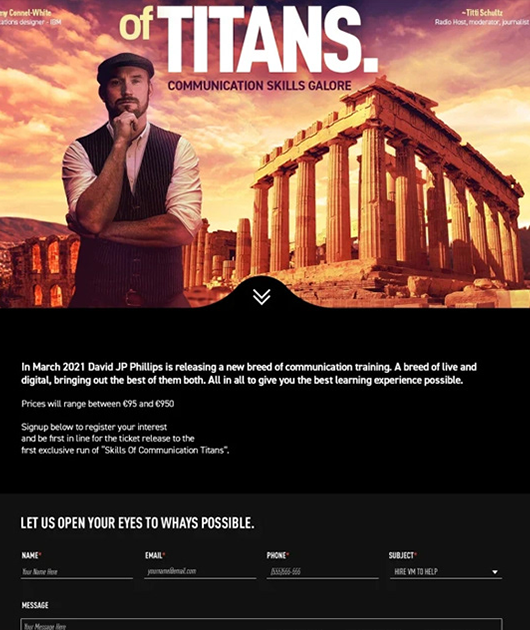 ny Connel-White
ations designer - IBM
of TITANS.
~Titti Schultz
Radio Host, moderator, journalist
COMMUNICATION SKILLS GALORE
In March 2021 David JP Phillips is releasing a new breed of communication training. A breed of live and
digital, bringing out the best of them both. All in all to give you the best learning experience possible.
Prices will range between €95 and €950
Signup below to register your interest
and be first in line for the ticket release to the
first exclusive run of "Skills Of Communication Titans".
LET US OPEN YOUR EYES TO WHAYS POSSIBLE.
NAME* EMAIL* PHONE* SUBJECT*
Your Name Here yourname@email.com (555)566-566 HIRE VM TO HELP
MESSAGE
Your Message Here